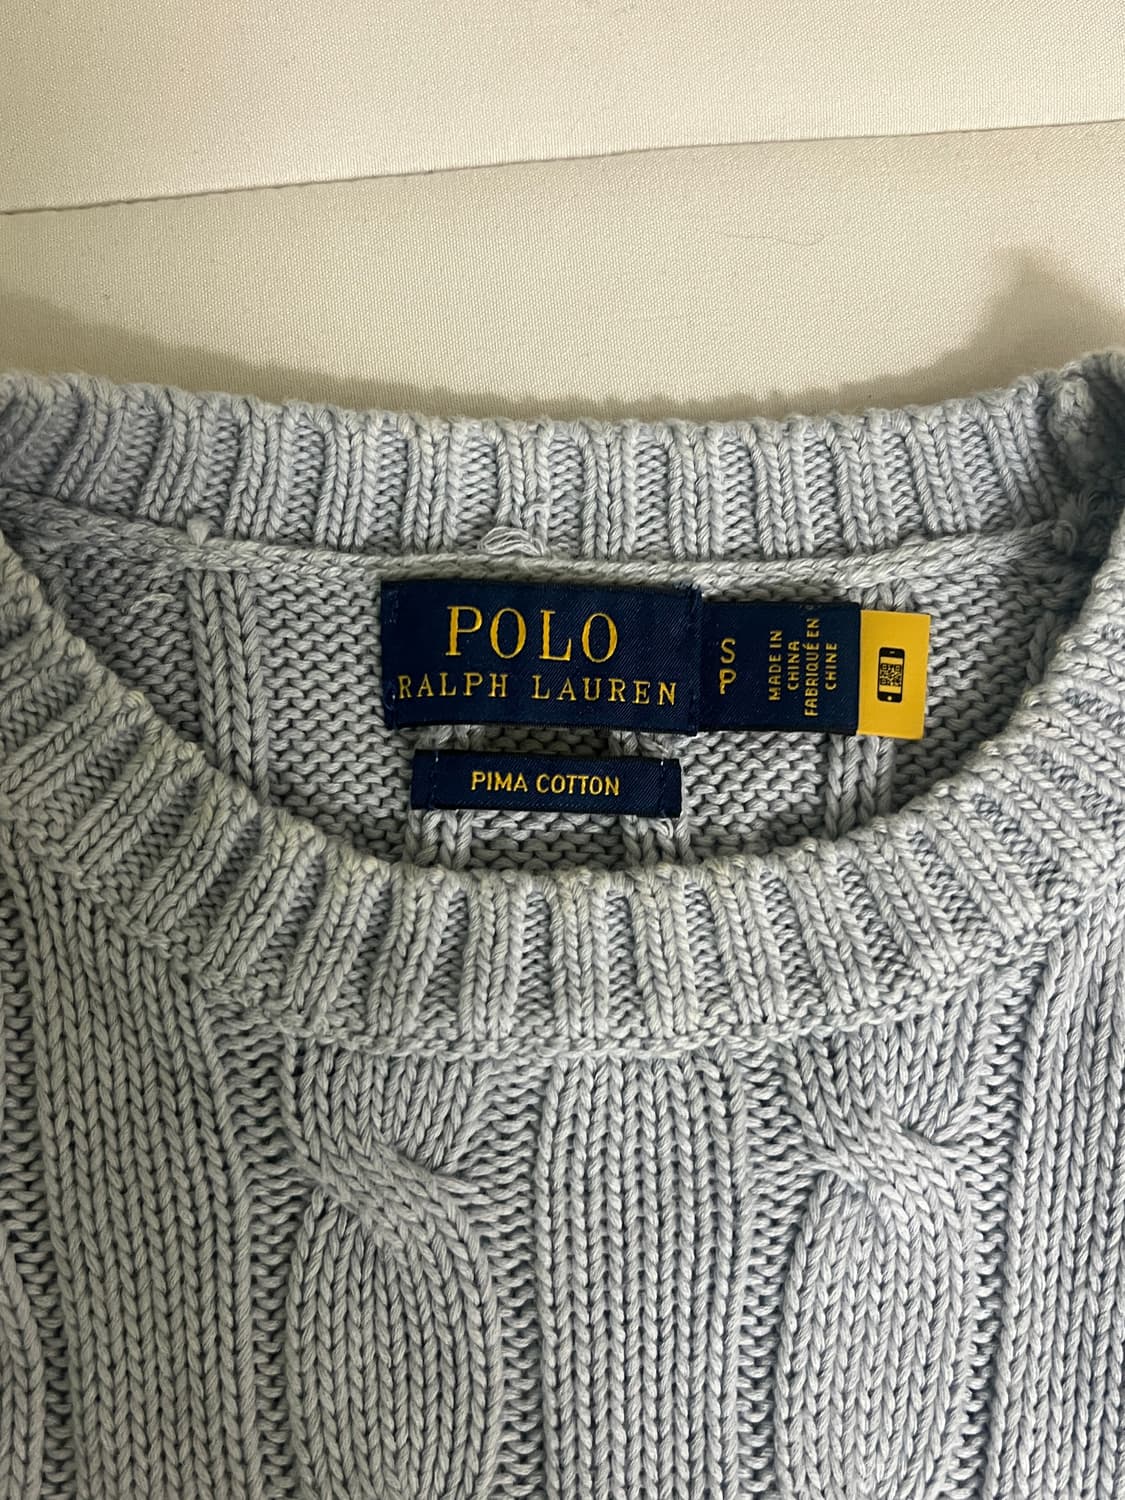 POLO
RALPH LAUREN
S
P
MADE IN
CHINA
FABRIQUÉ EN
CHINE
PIMA COTTON